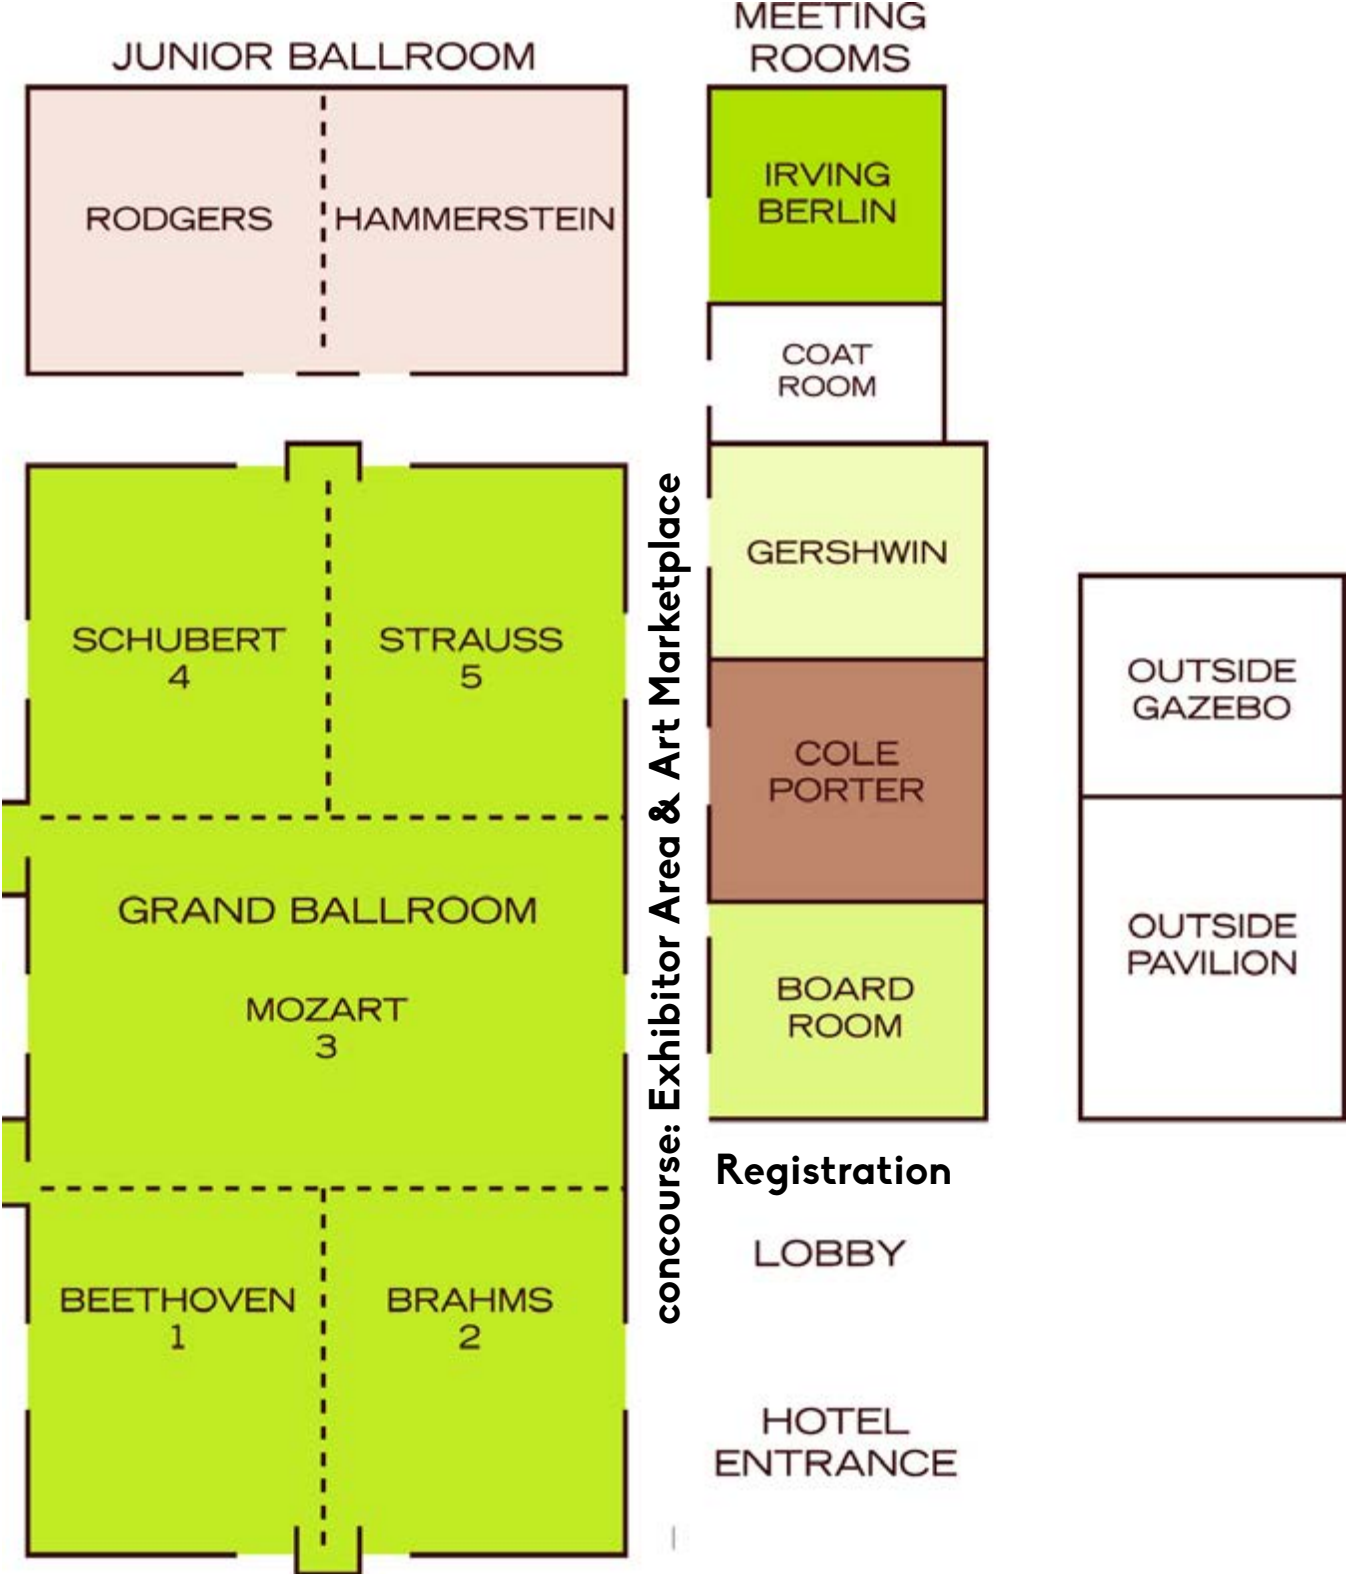 JUNIOR BALLROOM
RODGERS
HAMMERSTEIN
MEETING
ROOMS
IRVING
BERLIN
COAT
ROOM
GERSHWIN
COLE
PORTER
BOARD
ROOM
OUTSIDE
GAZEBO
OUTSIDE
PAVILION
concourse: Exhibitor Area & Art Marketplace
SCHUBERT
4
STRAUSS
5
GRAND BALLROOM
MOZART
3
BEETHOVEN
1
BRAHMS
2
Registration
LOBBY
HOTEL
ENTRANCE